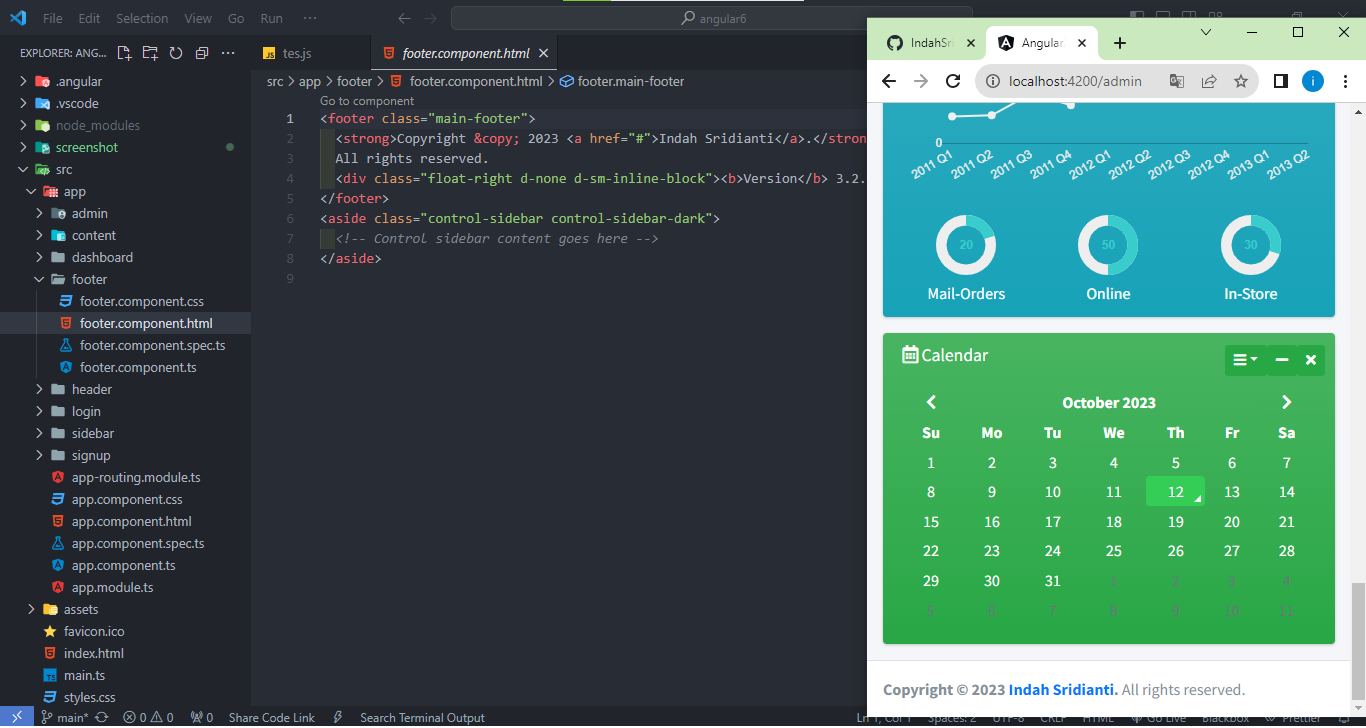 File Edit Selection View Go Run ··· angular6
EXPLORER: ANG...
.angular
.vscode
node_modules
screenshot
src
app
admin
content
dashboard
footer
footer.component.css
footer.component.html
footer.component.spec.ts
footer.component.ts
header
login
sidebar
signup
app-routing.module.ts
app.component.css
app.component.html
app.component.spec.ts
app.component.ts
app.module.ts
assets
favicon.ico
index.html
main.ts
styles.css
JS tes.js
footer.component.html
src > app > footer > footer.component.html > footer.main-footer
Go to component
1 <footer class="main-footer">
2 <strong>Copyright &copy; 2023 <a href="#">Indah Sridianti</a>.</stron
3 All rights reserved.
4 <div class="float-right d-none d-sm-inline-block"><b>Version</b> 3.2.
5 </footer>
6 <aside class="control-sidebar control-sidebar-dark">
7 <!-- Control sidebar content goes here -->
8 </aside>
9
IndahSri
Angular
localhost:4200/admin
i
0
2011 Q1 2011 Q2 2011 Q3 2011 Q4 2012 Q1 2012 Q2 2012 Q3 2012 Q4 2013 Q1 2013 Q2
20 50 30
Mail-Orders Online In-Store
Calendar
October 2023
Su Mo Tu We Th Fr Sa
1 2 3 4 5 6 7
8 9 10 11 12 13 14
15 16 17 18 19 20 21
22 23 24 25 26 27 28
29 30 31 1 2 3 4
5 6 7 8 9 10 11
Copyright © 2023 Indah Sridianti. All rights reserved.
main* 0 0 0 Share Code Link Search Terminal Output Ln 1, Col 1 Spaces: 2 UTF-8 CRLF HTML Go Live Blackbox Prettier